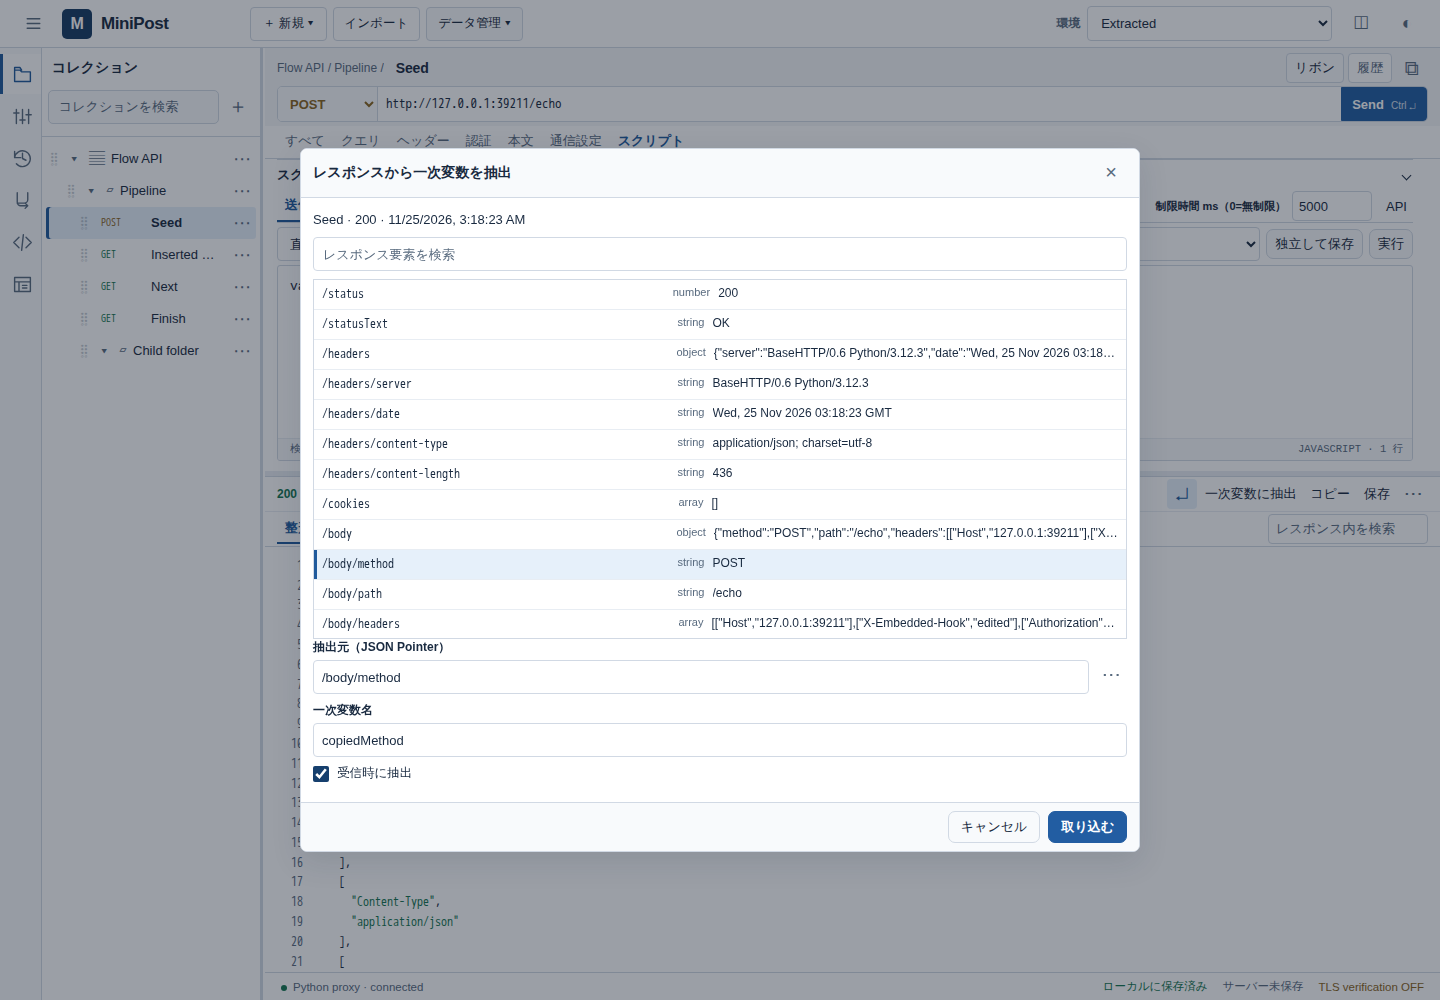 M MiniPost ＋ 新規 ▾ インポート データ管理 ▾ 環境 Extracted
コレクション
コレクションを検索 ＋
Flow API
Pipeline
POST Seed
GET Inserted …
GET Next
GET Finish
Child folder
Flow API / Pipeline / Seed リボン 履歴
POST http://127.0.0.1:39211/echo Send Ctrl
すべて クエリ ヘッダー 認証 本文 通信設定 スクリプト
スク
制限時間 ms（0=無制限） 5000 API
独立して保存 実行
JAVASCRIPT · 1 行
レスポンスから一次変数を抽出 ×
Seed · 200 · 11/25/2026, 3:18:23 AM
レスポンス要素を検索
/status number 200
/statusText string OK
/headers object {"server":"BaseHTTP/0.6 Python/3.12.3","date":"Wed, 25 Nov 2026 03:18…
/headers/server string BaseHTTP/0.6 Python/3.12.3
/headers/date string Wed, 25 Nov 2026 03:18:23 GMT
/headers/content-type string application/json; charset=utf-8
/headers/content-length string 436
/cookies array []
/body object {"method":"POST","path":"/echo","headers":[["Host","127.0.0.1:39211"],["X…
/body/method string POST
/body/path string /echo
/body/headers array [["Host","127.0.0.1:39211"],["X-Embedded-Hook","edited"],["Authorization"…
抽出元（JSON Pointer）
/body/method ···
一次変数名
copiedMethod
受信時に抽出
キャンセル 取り込む
200 一次変数に抽出 コピー 保存 ···
レスポンス内を検索
16 ],
17 [
18 "Content-Type",
19 "application/json"
20 ],
21 [
Python proxy · connected ローカルに保存済み サーバー未保存 TLS verification OFF